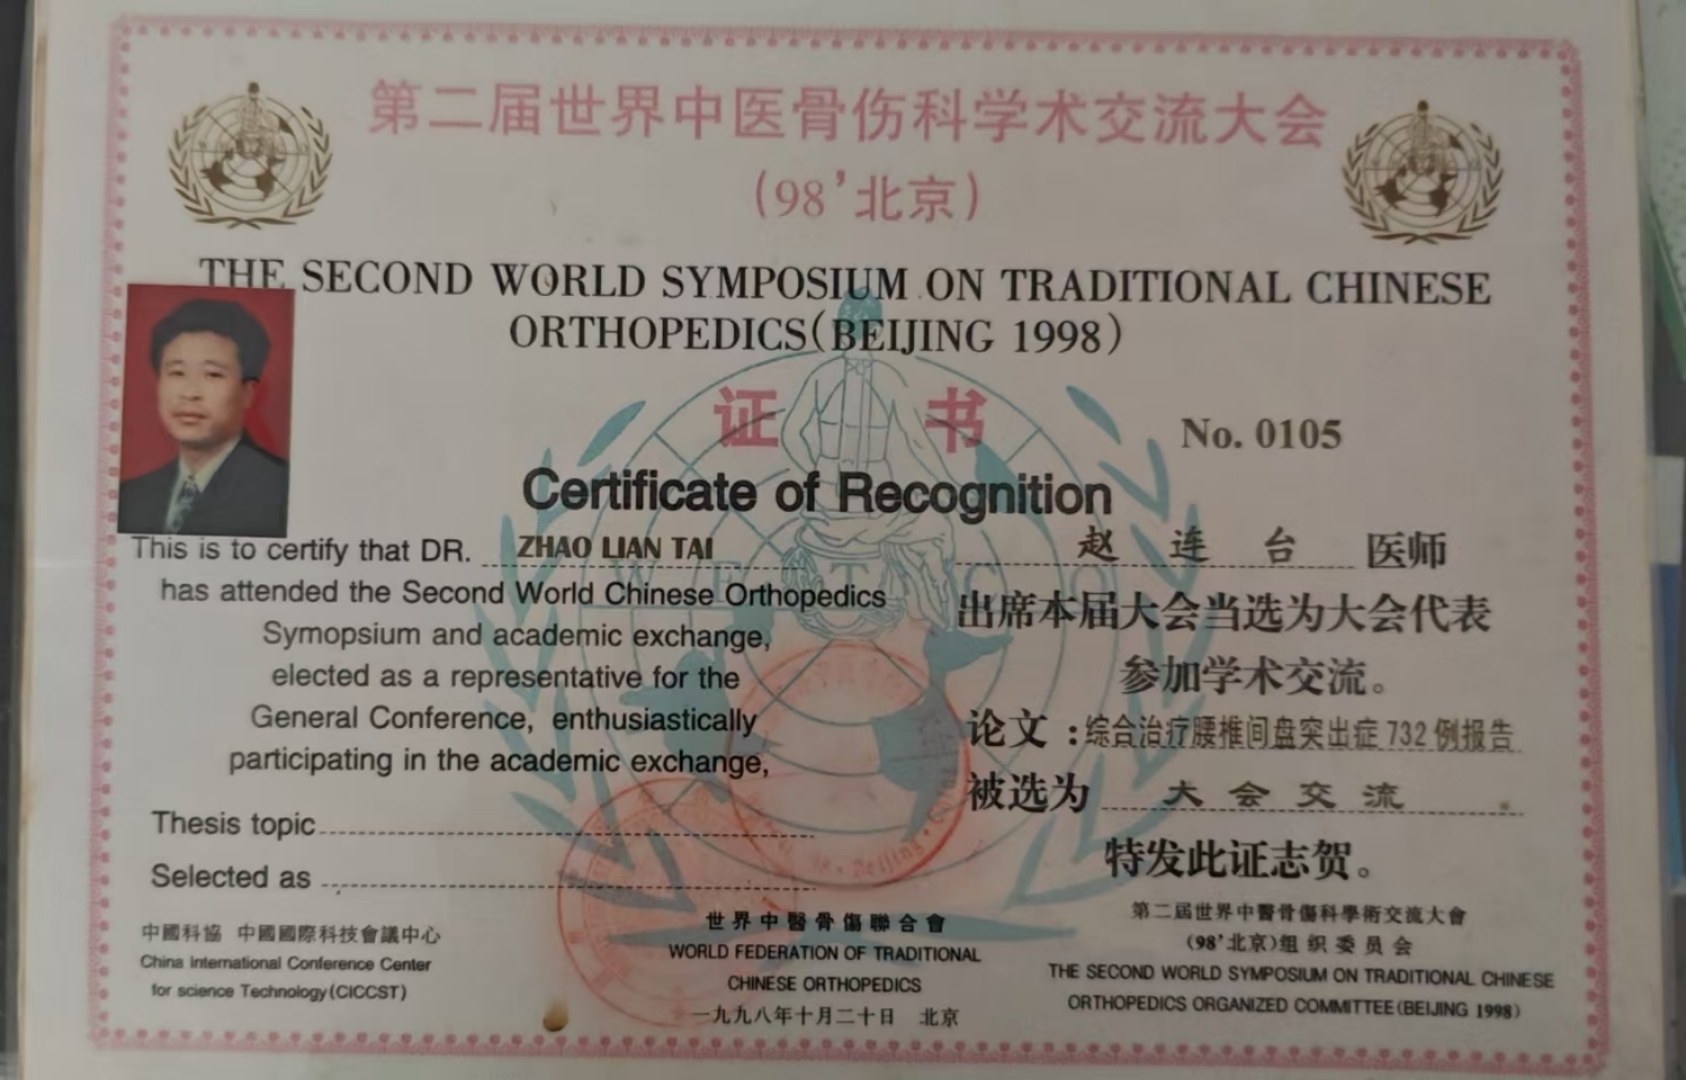 第二届世界中医骨伤科学术交流大会
(98'北京)
THE SECOND WORLD SYMPOSIUM ON TRADITIONAL CHINESE
ORTHOPEDICS(BEIJING 1998)
证 书
No. 0105
Certificate of Recognition
This is to certify that DR. ZHAO LIAN TAI
has attended the Second World Chinese Orthopedics
Symopsium and academic exchange,
elected as a representative for the
General Conference, enthusiastically
participating in the academic exchange,
Thesis topic
Selected as
赵 连 台 医师
出席本届大会当选为大会代表
参加学术交流。
论文：综合治疗腰椎间盘突出症732例报告
被选为 大会交流。
特发此证志贺。
中國科協 中國國際科技會議中心
China International Conference Center
for science Technology(CICCST)
世界中醫骨傷聯合會
WORLD FEDERATION OF TRADITIONAL
CHINESE ORTHOPEDICS
一九九八年十月二十日 北京
第二屆世界中醫骨傷科學術交流大會
(98'北京)组织委员会
THE SECOND WORLD SYMPOSIUM ON TRADITIONAL CHINESE
ORTHOPEDICS ORGANIZED COMMITTEE(BEIJING 1998)
Beijing